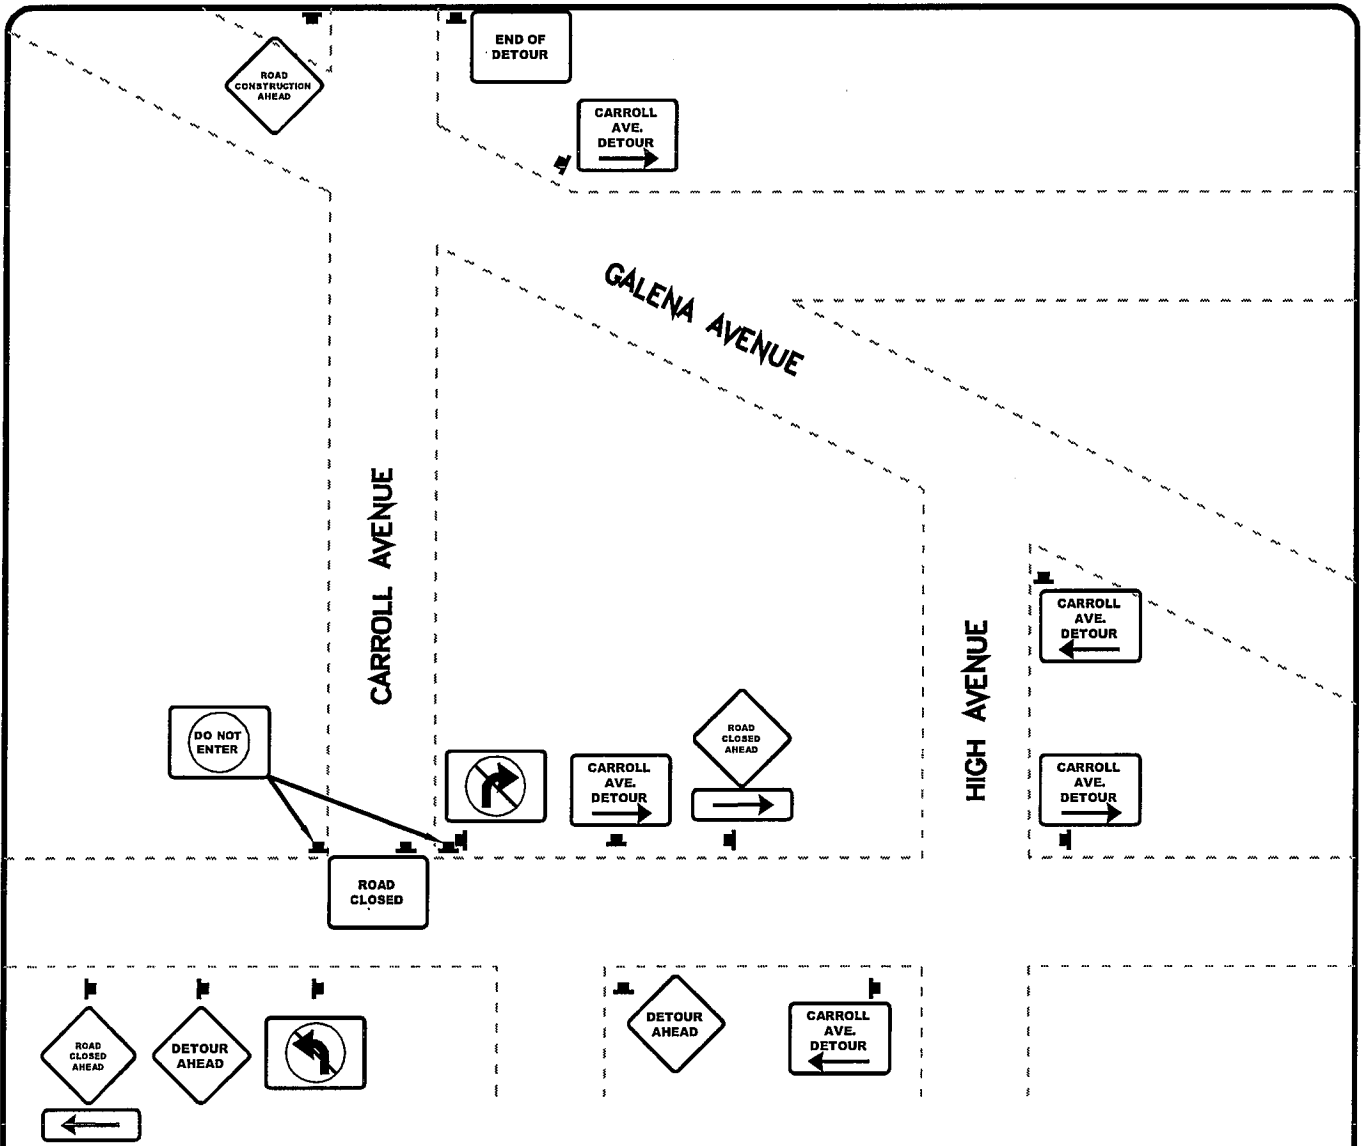 END OF
DETOUR
ROAD
CONSTRUCTION
AHEAD
CARROLL
AVE.
DETOUR
GALENA AVENUE
CARROLL AVENUE
HIGH AVENUE
CARROLL
AVE.
DETOUR
DO NOT
ENTER
ROAD
CLOSED
AHEAD
CARROLL
AVE.
DETOUR
CARROLL
AVE.
DETOUR
ROAD
CLOSED
ROAD
CLOSED
AHEAD
DETOUR
AHEAD
DETOUR
AHEAD
CARROLL
AVE.
DETOUR